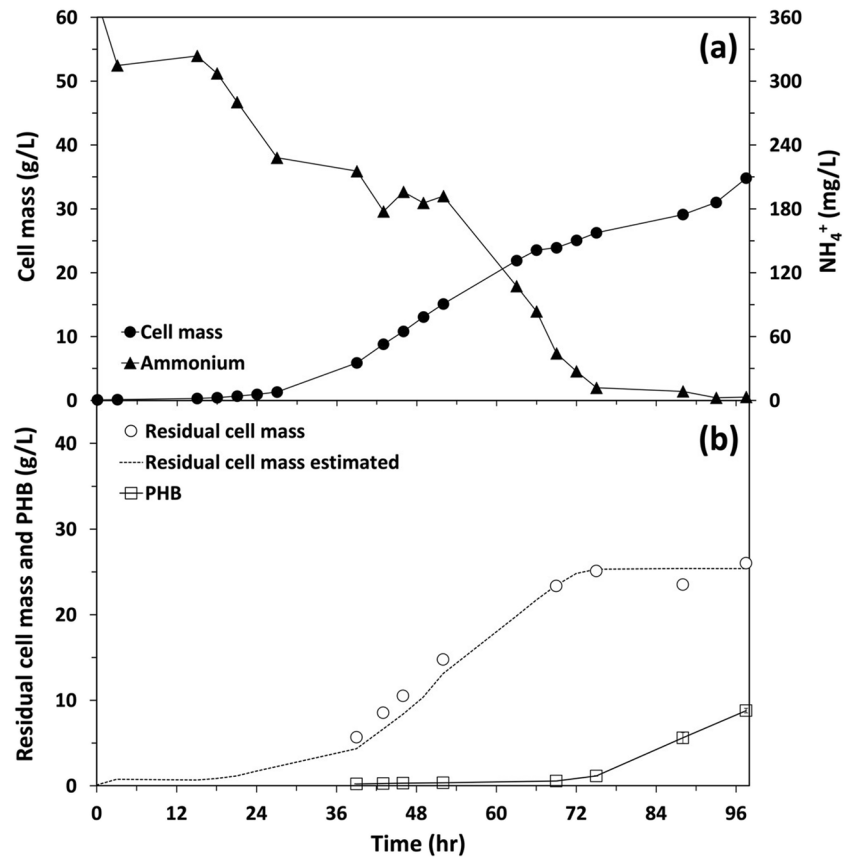 60
50
40
30
20
10
0
Cell mass (g/L)
(a)
360
300
240
180
120
60
0
NH₄⁺ (mg/L)
Cell mass
Ammonium
40
30
20
10
0
Residual cell mass and PHB (g/L)
(b)
Residual cell mass
Residual cell mass estimated
PHB
0 12 24 36 48 60 72 84 96
Time (hr)